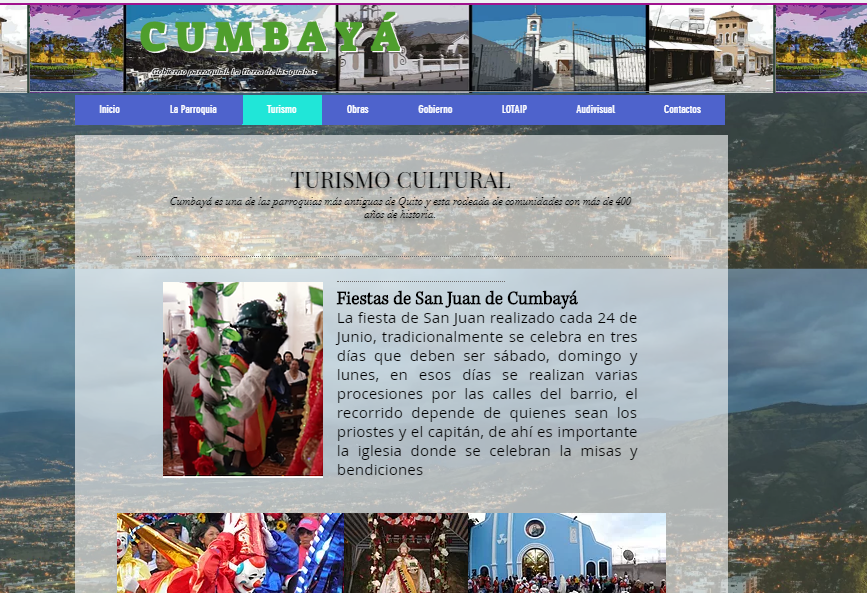 CUMBAYÁ
Gobierno parroquial. La tierra de las guabas
Inicio
La Parroquia
Turismo
Obras
Gobierno
LOTAIP
Audivisual
Contactos
TURISMO CULTURAL
Cumbayá es una de las parroquias más antiguas de Quito y esta rodeada de comunidades con más de 400
años de historia.
Fiestas de San Juan de Cumbayá
La fiesta de San Juan realizado cada 24 de
Junio, tradicionalmente se celebra en tres
días que deben ser sábado, domingo y
lunes, en esos días se realizan varias
procesiones por las calles del barrio, el
recorrido depende de quienes sean los
priostes y el capitán, de ahí es importante
la iglesia donde se celebran la misas y
bendiciones